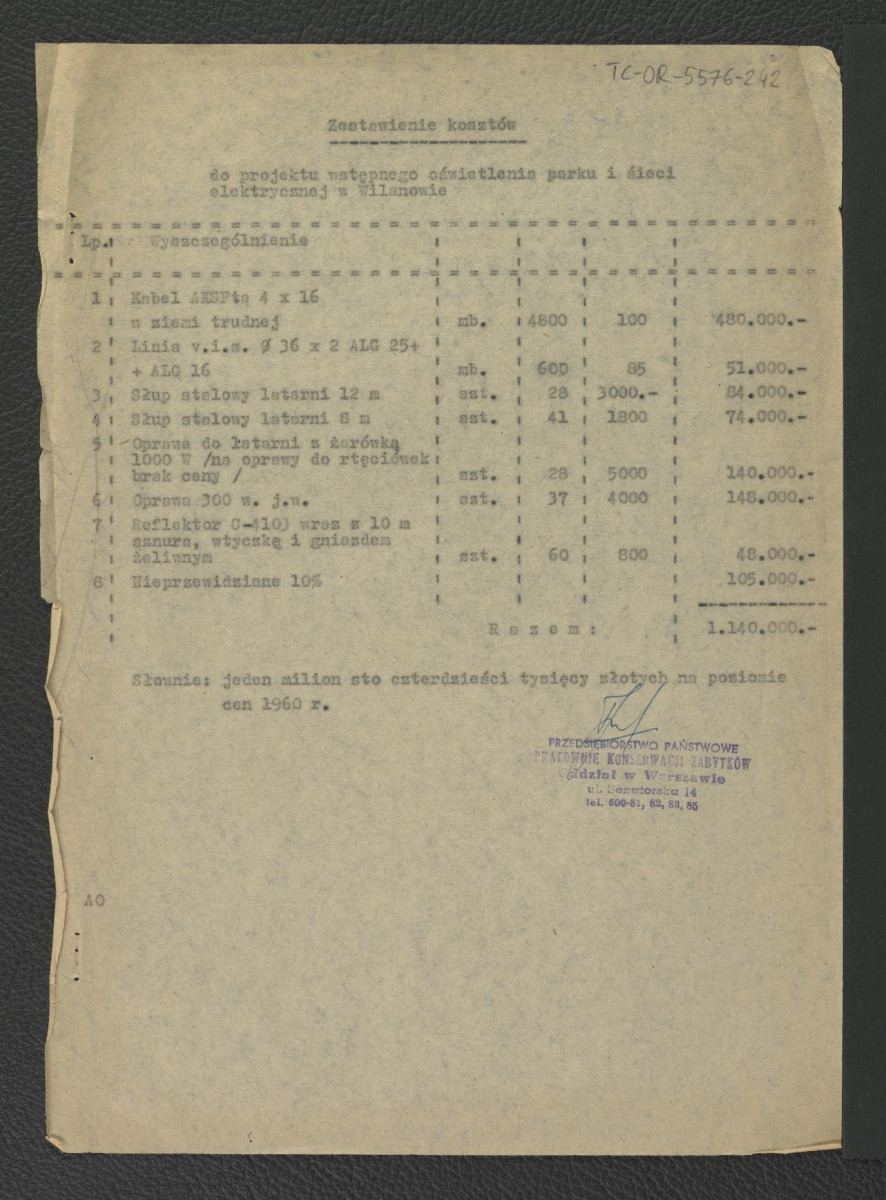 TC-OR-5576-242
Zestawienie kosztów
do projektu wstępnego oświetlenia parku i śieci
elektrycznej w Wilanowie
Lp. Wyszczególnienie
1 Kabel AKSFta 4 x 16
w ziemi trudnej mb. 4800 100 480.000.-
2 Linia v.i.s. Ø 36 x 2 ALG 25+
+ ALG 16 mb. 600 85 51.000.-
3 Słup stalowy latarni 12 m szt. 28 3000.- 84.000.-
4 Słup stalowy latarni 8 m szt. 41 1800 74.000.-
5 Oprawa do latarni z żarówką
1000 W /na oprawy do rtęciówek
brak ceny / szt. 28 5000 140.000.-
6 Oprawa 300 w. j.w. szt. 37 4000 148.000.-
7 Reflektor C-4103 wraz z 10 m
sznura, wtyczkę i gniazdem
żeliwnym szt. 60 800 48.000.-
8 Nieprzewidziane 10% 105.000.-
R a z e m : 1.140.000.-
Słownie: jeden milion sto czterdzieści tysięcy złotych na poziomie
cen 1960 r.
PRZEDSIĘBIORSTWO PAŃSTWOWE
PRACOWNIE KONSERWACJI ZABYTKÓW
Oddział w Warszawie
ul. Senatorska 14
tel. 600-81, 82, 83, 85
AO